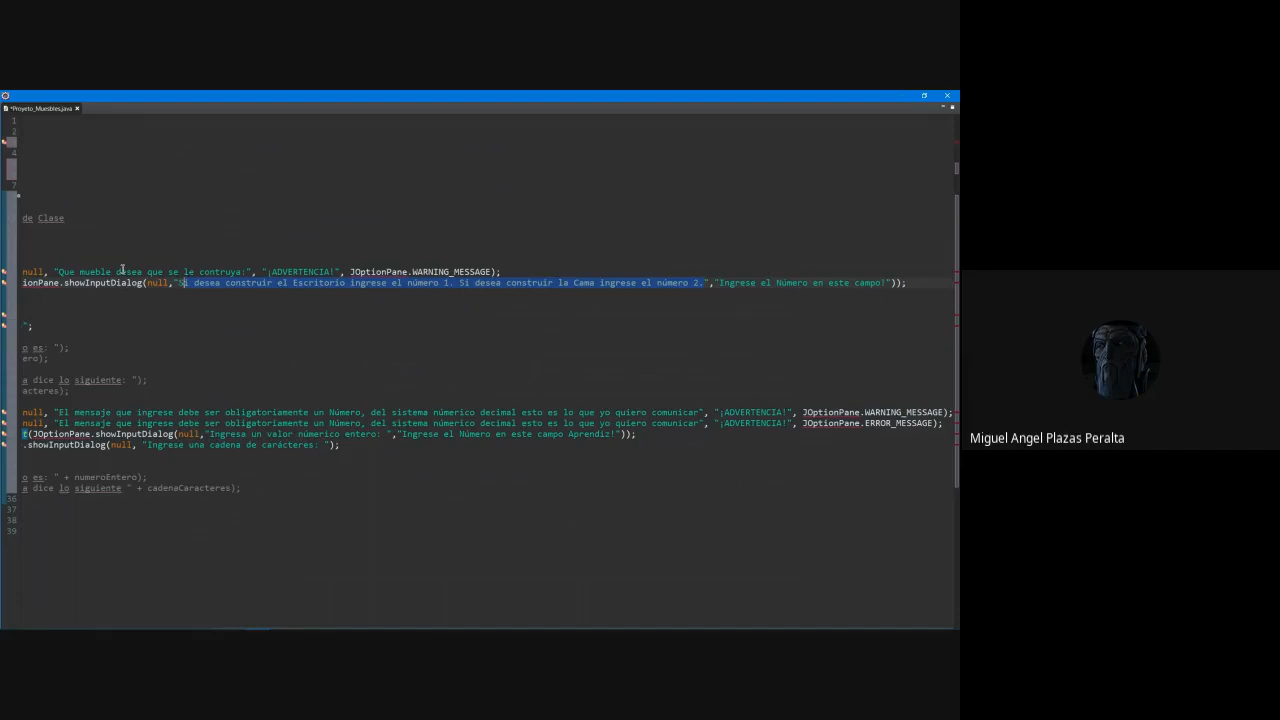 *Proyeto_Muesbles.java
1
2
4
7
de Clase
null, "Que mueble desea que se le contruya:", "¡ADVERTENCIA!", JOptionPane.WARNING_MESSAGE);
ionPane.showInputDialog(null,"Si desea construir el Escritorio ingrese el número 1. Si desea construir la Cama ingrese el número 2.","Ingrese el Número en este campo!"));
";
o es: ");
ero);
a dice lo siguiente: ");
acteres);
null, "El mensaje que ingrese debe ser obligatoriamente un Número, del sistema númerico decimal esto es lo que yo quiero comunicar", "¡ADVERTENCIA!", JOptionPane.WARNING_MESSAGE);
null, "El mensaje que ingrese debe ser obligatoriamente un Número, del sistema númerico decimal esto es lo que yo quiero comunicar", "¡ADVERTENCIA!", JOptionPane.ERROR_MESSAGE);
t(JOptionPane.showInputDialog(null,"Ingresa un valor númerico entero: ","Ingrese el Número en este campo Aprendiz!"));
.showInputDialog(null, "Ingrese una cadena de carácteres: ");
o es: " + numeroEntero);
a dice lo siguiente " + cadenaCaracteres);
36
37
38
39
Miguel Angel Plazas Peralta